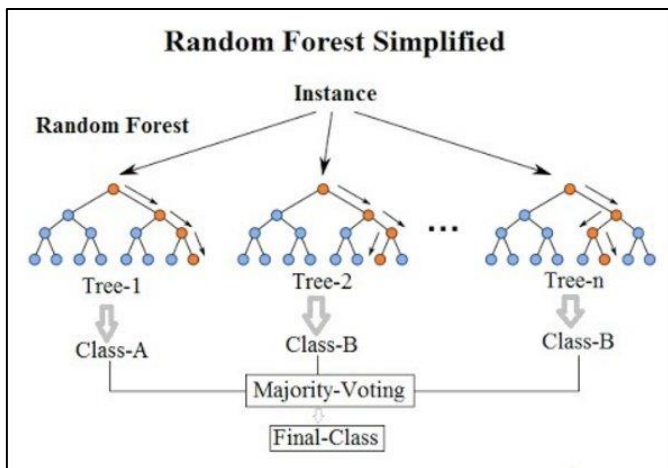 Random Forest Simplified
Instance
Random Forest
...
Tree-1
Tree-2
Tree-n
Class-A
Class-B
Class-B
Majority-Voting
Final-Class